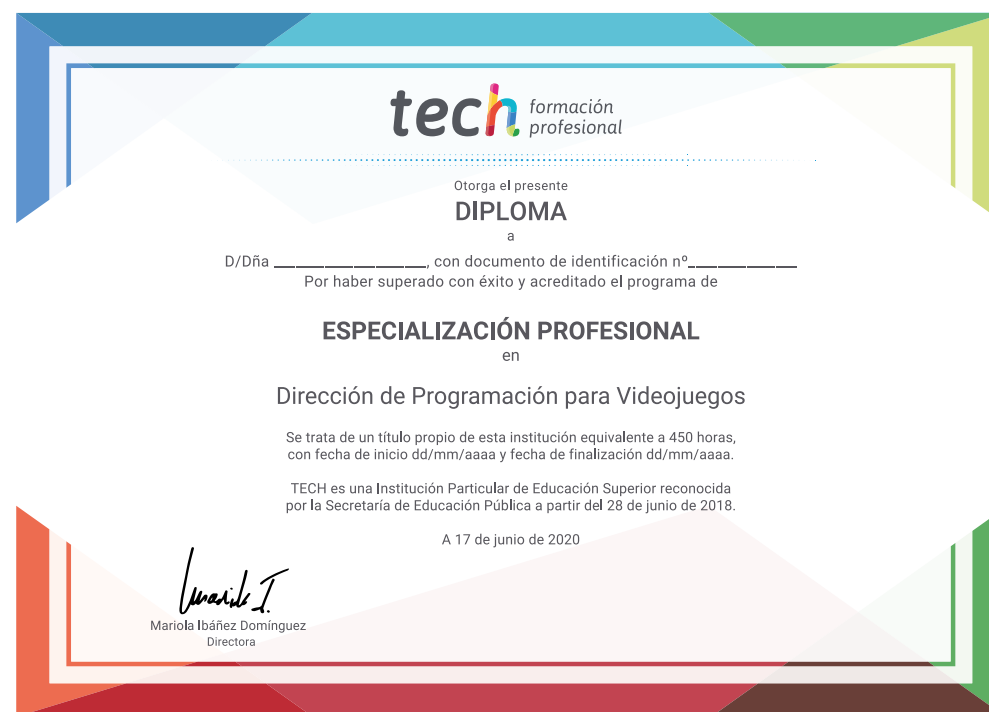 tech formación
profesional
Otorga el presente
DIPLOMA
a
D/Dña ____________________, con documento de identificación nº______________
Por haber superado con éxito y acreditado el programa de
ESPECIALIZACIÓN PROFESIONAL
en
Dirección de Programación para Videojuegos
Se trata de un título propio de esta institución equivalente a 450 horas,
con fecha de inicio dd/mm/aaaa y fecha de finalización dd/mm/aaaa.
TECH es una Institución Particular de Educación Superior reconocida
por la Secretaría de Educación Pública a partir del 28 de junio de 2018.
A 17 de junio de 2020
Mariola Ibáñez Domínguez
Directora